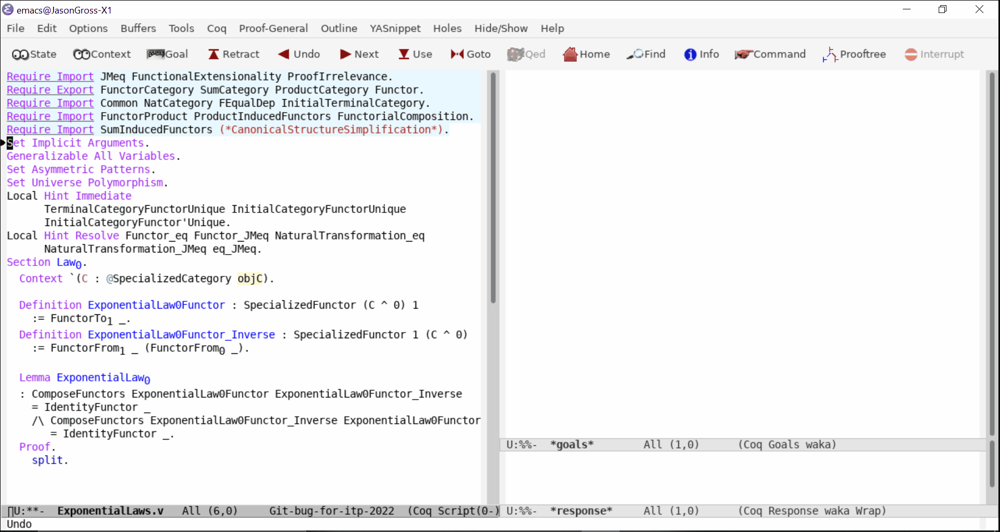 emacs@JasonGross-X1
File Edit Options Buffers Tools Coq Proof-General Outline YASnippet Holes Hide/Show Help
State Context Goal Retract Undo Next Use Goto Qed Home Find Info Command Prooftree Interrupt
Require Import JMeq FunctionalExtensionality ProofIrrelevance.
Require Export FunctorCategory SumCategory ProductCategory Functor.
Require Import Common NatCategory FEqualDep InitialTerminalCategory.
Require Import FunctorProduct ProductInducedFunctors FunctorialComposition.
Require Import SumInducedFunctors (*CanonicalStructureSimplification*).
Set Implicit Arguments.
Generalizable All Variables.
Set Asymmetric Patterns.
Set Universe Polymorphism.
Local Hint Immediate
TerminalCategoryFunctorUnique InitialCategoryFunctorUnique
InitialCategoryFunctor'Unique.
Local Hint Resolve Functor_eq Functor_JMeq NaturalTransformation_eq
NaturalTransformation_JMeq eq_JMeq.
Section Law₀.
Context `(C : @SpecializedCategory objC).
Definition ExponentialLaw0Functor : SpecializedFunctor (C ^ 0) 1
:= FunctorTo₁ _.
Definition ExponentialLaw0Functor_Inverse : SpecializedFunctor 1 (C ^ 0)
:= FunctorFrom₁ _ (FunctorFrom₀ _).
Lemma ExponentialLaw₀
: ComposeFunctors ExponentialLaw0Functor ExponentialLaw0Functor_Inverse
= IdentityFunctor _
/\ ComposeFunctors ExponentialLaw0Functor_Inverse ExponentialLaw0Functor
= IdentityFunctor _.
Proof.
split.
U:**- ExponentialLaws.v All (6,0) Git-bug-for-itp-2022 (Coq Script(0-)
Undo
U:%%- *goals* All (1,0) (Coq Goals waka)
U:%%- *response* All (1,0) (Coq Response waka Wrap)